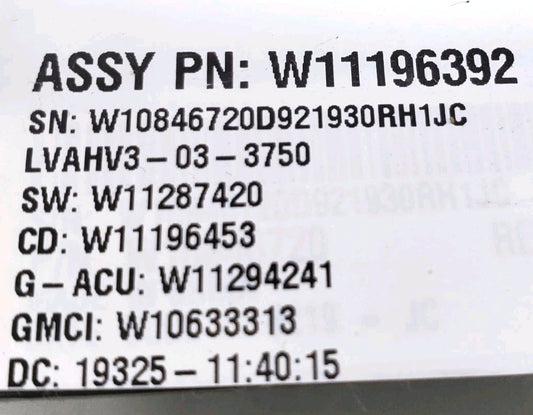 ASSY PN: W11196392
SN: W10846720D921930RH1JC
LVAHV3-03-3750
SW: W11287420
CD: W11196453
G-ACU: W11294241
GMCI: W10633313
DC: 19325-11:40:15